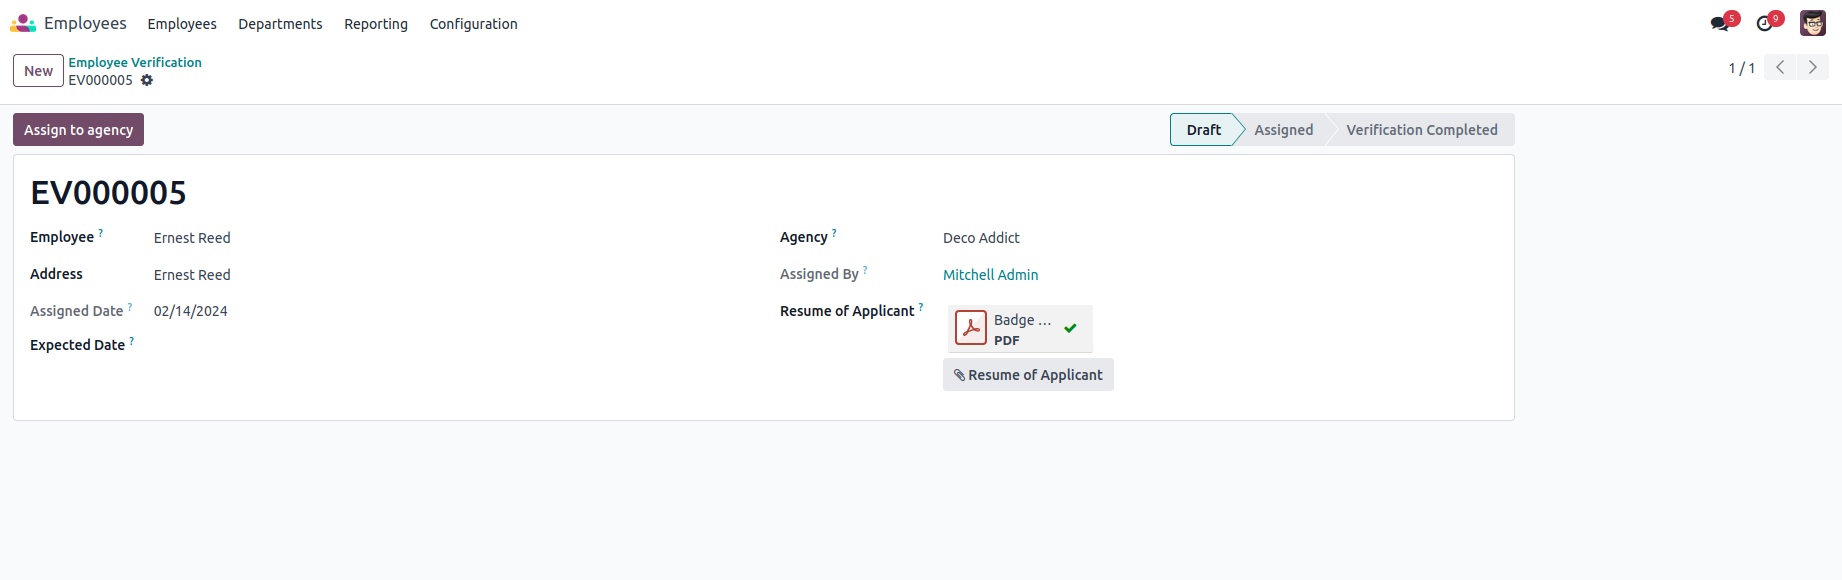 Employees Employees Departments Reporting Configuration 5 9
New Employee Verification
EV000005 1 / 1
Assign to agency Draft Assigned Verification Completed
EV000005
Employee ? Ernest Reed Agency ? Deco Addict
Address Ernest Reed Assigned By ? Mitchell Admin
Assigned Date ? 02/14/2024 Resume of Applicant ? Badge ...
PDF
Expected Date ?
Resume of Applicant